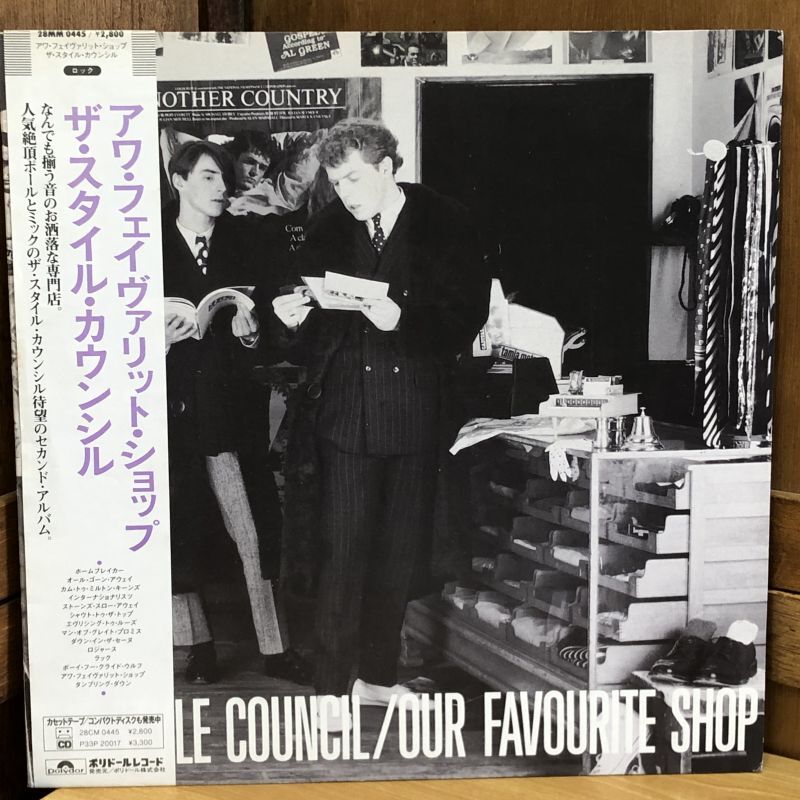 28MM 0445 / ¥2,800
アワ・フェイヴァリット・ショップ
ザ・スタイル・カウンシル
ロック
アワ・フェイヴァリット・ショップ
ザ・スタイル・カウンシル
なんでも揃う音のお洒落な専門店。
人気絶頂ポールとミックのザ・スタイル・カウンシル待望のセカンド・アルバム。
ホームブレイカー
オール・ゴーン・アウェイ
カム・トゥ・ミルトン・キーンズ
インターナショナリスツ
ストーンズ・スロー・アウェイ
シャウト・トゥ・ザ・トップ
エヴリシング・トゥ・ルーズ
マン・オブ・グレイト・プロミス
ダウン・イン・ザ・セーヌ
ロジャース
ラック
ボーイ・フー・クライド・ウルフ
アワ・フェイヴァリット・ショップ
タンブリング・ダウン
カセットテープ/コンパクトディスクも発売中
28CM 0445 ¥2,800
CD P33P 20017 ¥3,300
Polydor ポリドールレコード
発売元/ポリドール株式会社
GOSPEL
According to
AL GREEN
NOTHER COUNTRY
LE COUNCIL/OUR FAVOURITE SHOP